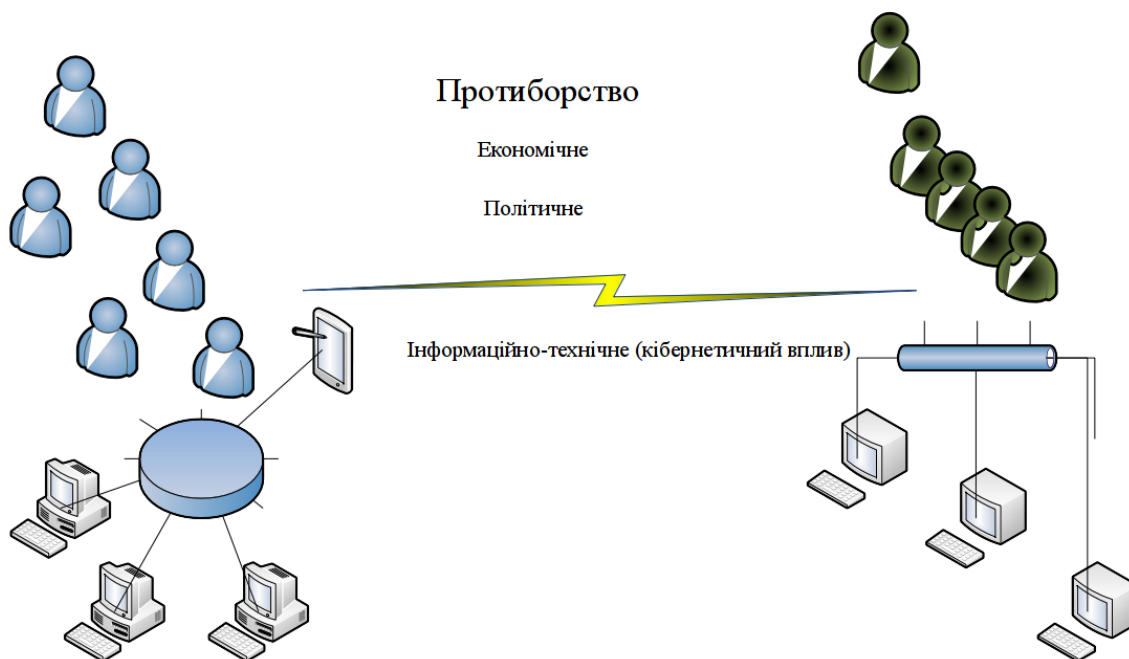 Протиборство
Економічне
Політичне
Інформаційно-технічне (кібернетичний вплив)